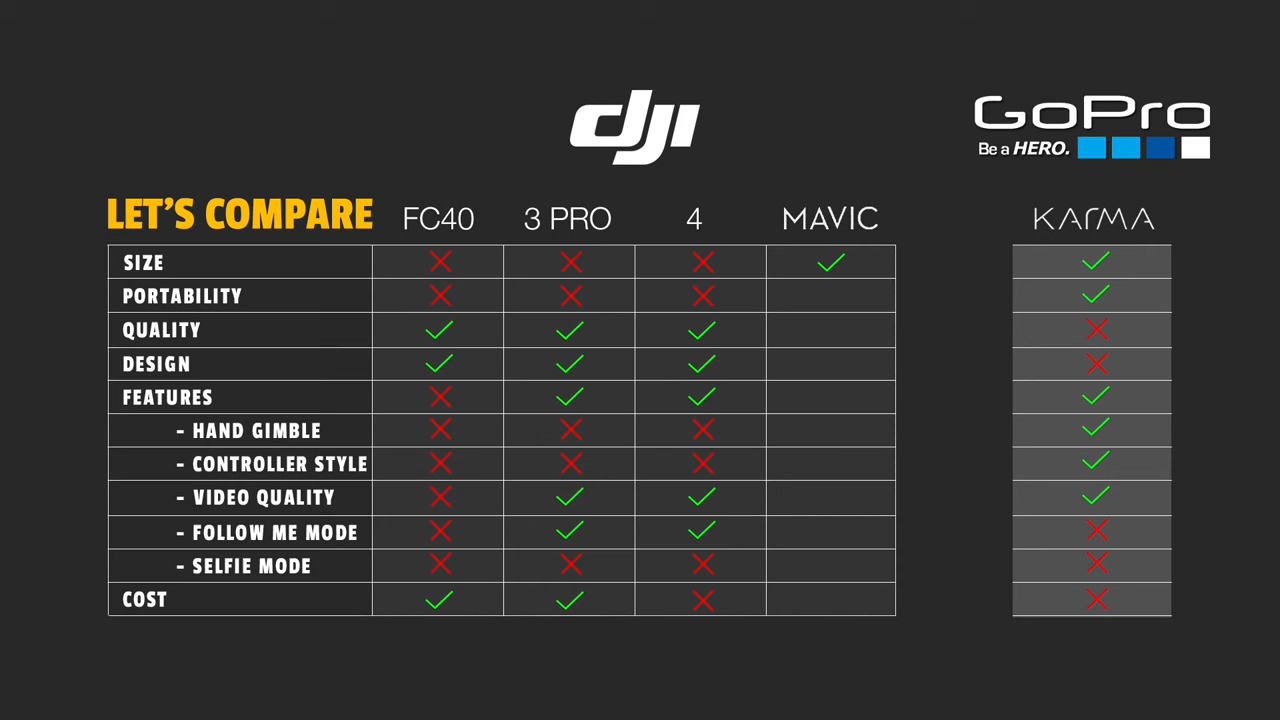 dji
GoPro
Be a HERO.
LET'S COMPARE FC40 3 PRO 4 MAVIC KARMA
SIZE
PORTABILITY
QUALITY
DESIGN
FEATURES
- HAND GIMBLE
- CONTROLLER STYLE
- VIDEO QUALITY
- FOLLOW ME MODE
- SELFIE MODE
COST